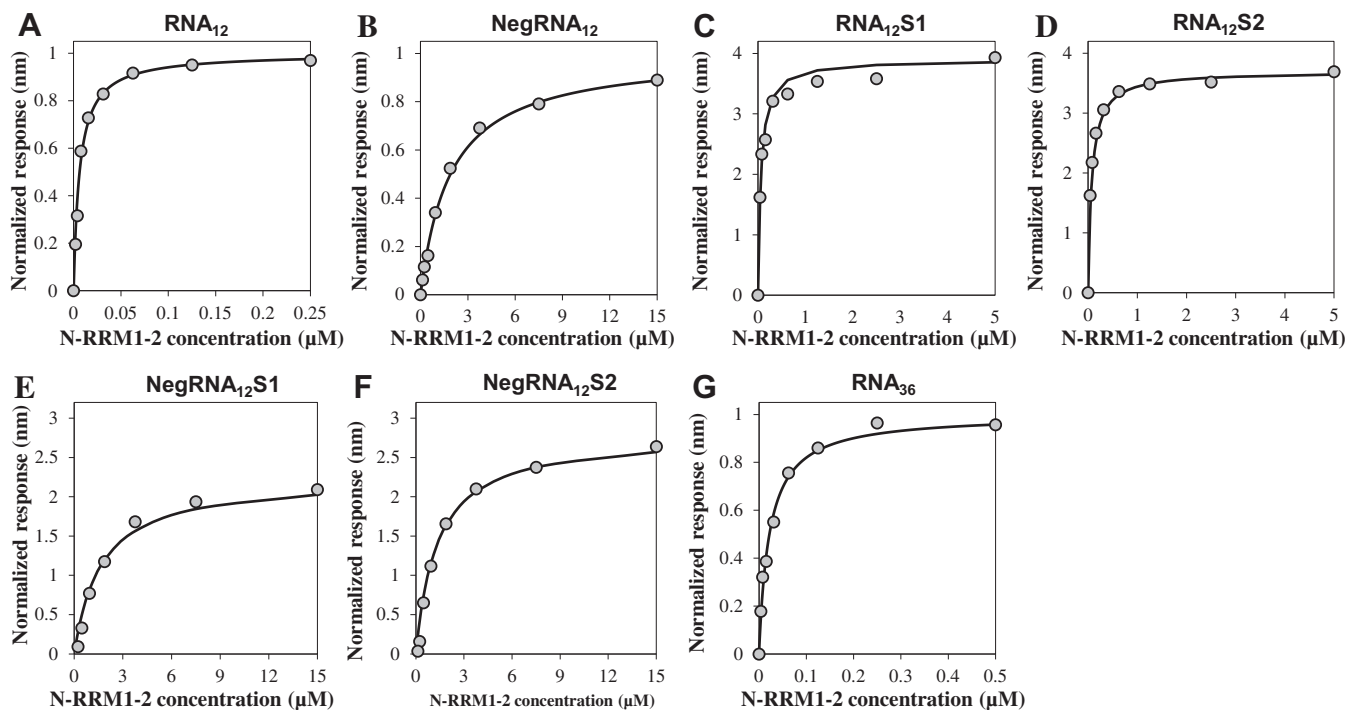 A RNA₁₂
Normalized response (nm)
1
0.8
0.6
0.4
0.2
0
0 0.05 0.1 0.15 0.2 0.25
N-RRM1-2 concentration (µM)
B NegRNA₁₂
Normalized response (nm)
1
0.8
0.6
0.4
0.2
0
0 3 6 9 12 15
N-RRM1-2 concentration (µM)
C RNA₁₂S1
Normalized response (nm)
4
3
2
1
0
0 1 2 3 4 5
N-RRM1-2 concentration (µM)
D RNA₁₂S2
Normalized response (nm)
4
3
2
1
0
0 1 2 3 4 5
N-RRM1-2 concentration (µM)
E NegRNA₁₂S1
Normalized response (nm)
3
2.5
2
1.5
1
0.5
0
0 3 6 9 12 15
N-RRM1-2 concentration (µM)
F NegRNA₁₂S2
Normalized response (nm)
3
2.5
2
1.5
1
0.5
0
0 3 6 9 12 15
N-RRM1-2 concentration (µM)
G RNA₃₆
Normalized response (nm)
1
0.8
0.6
0.4
0.2
0
0 0.1 0.2 0.3 0.4 0.5
N-RRM1-2 concentration (µM)